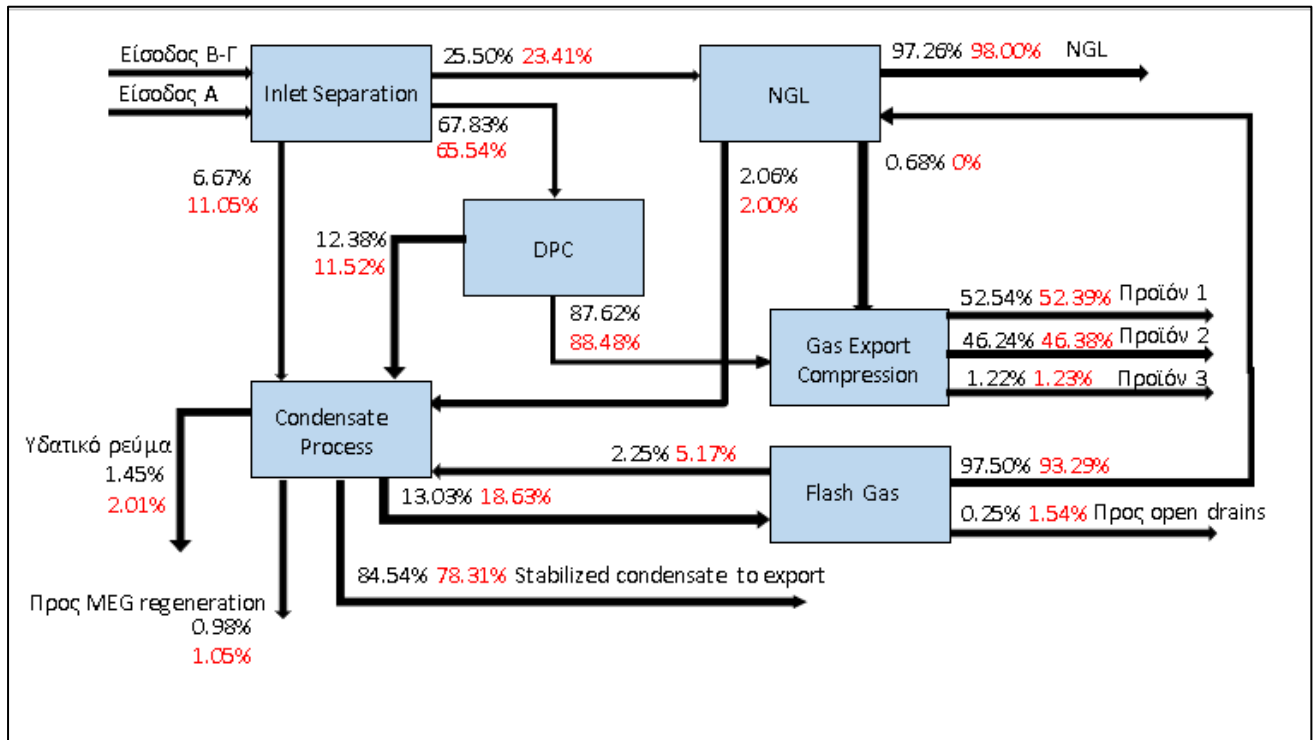 Είσοδος Β-Γ
25.50% 23.41%
97.26% 98.00% NGL
Είσοδος Α
Inlet Separation
NGL
67.83%
65.54%
6.67%
11.05%
2.06%
2.00%
0.68% 0%
12.38%
11.52%
DPC
87.62%
88.48%
52.54% 52.39% Προϊόν 1
46.24% 46.38% Προϊόν 2
1.22% 1.23% Προϊόν 3
Gas Export
Compression
Condensate
Process
Υδατικό ρεύμα
1.45%
2.01%
2.25% 5.17%
97.50% 93.29%
13.03% 18.63%
Flash Gas
0.25% 1.54% Προς open drains
84.54% 78.31% Stabilized condensate to export
Προς MEG regeneration
0.98%
1.05%